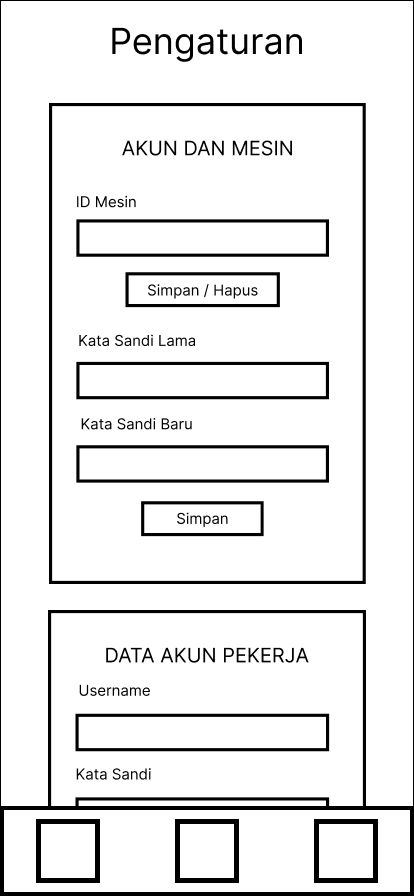 Pengaturan
AKUN DAN MESIN
ID Mesin
Simpan / Hapus
Kata Sandi Lama
Kata Sandi Baru
Simpan
DATA AKUN PEKERJA
Username
Kata Sandi